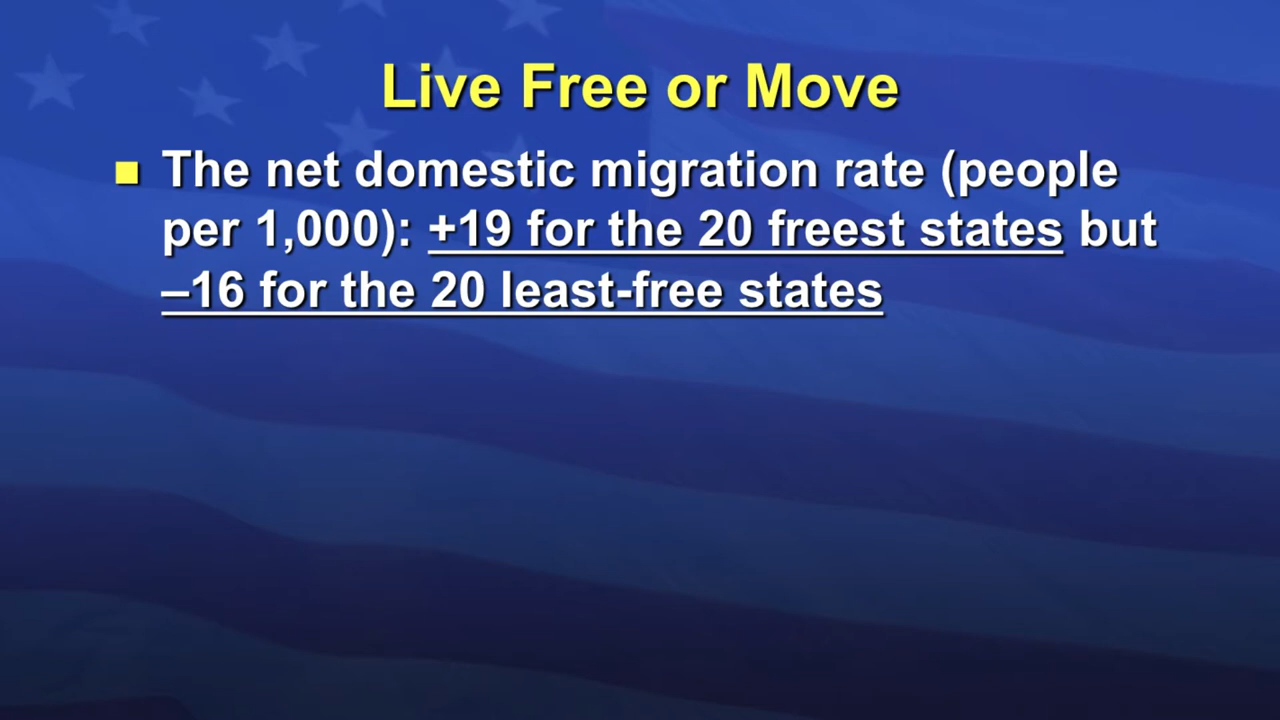 Live Free or Move
■ The net domestic migration rate (people
per 1,000): +19 for the 20 freest states but
–16 for the 20 least-free states